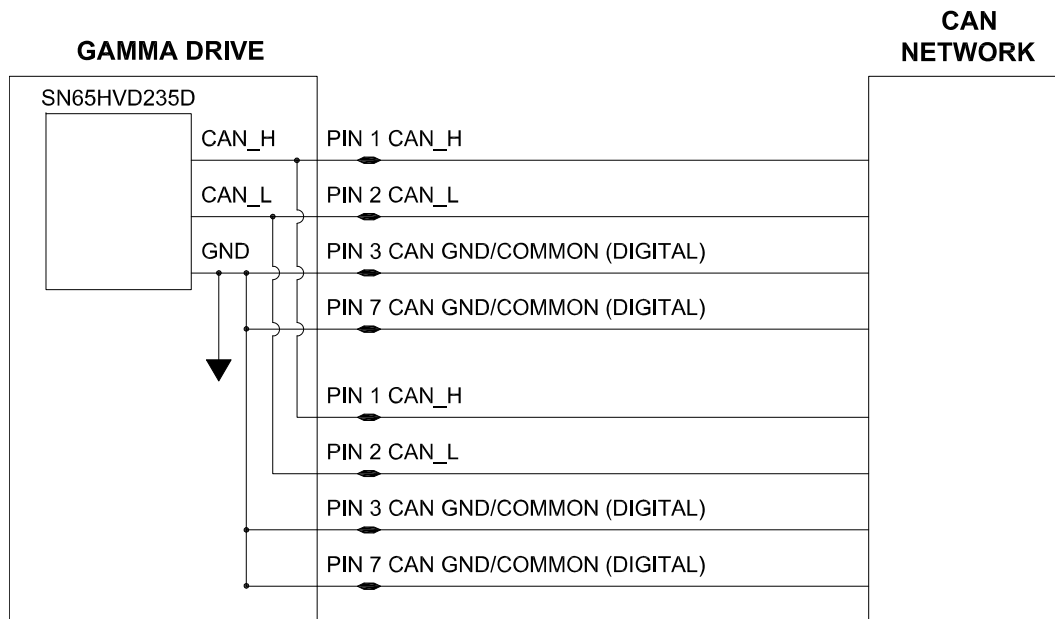 CAN
NETWORK
GAMMA DRIVE
SN65HVD235D
CAN_H
PIN 1 CAN_H
CAN_L
PIN 2 CAN_L
GND
PIN 3 CAN GND/COMMON (DIGITAL)
PIN 7 CAN GND/COMMON (DIGITAL)
PIN 1 CAN_H
PIN 2 CAN_L
PIN 3 CAN GND/COMMON (DIGITAL)
PIN 7 CAN GND/COMMON (DIGITAL)